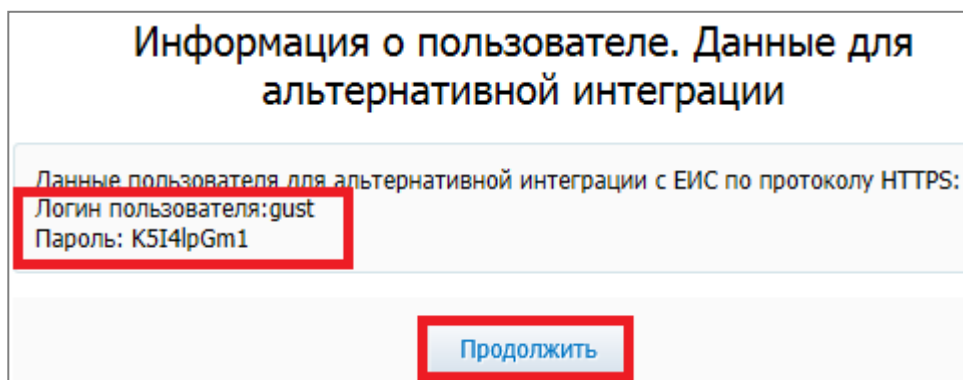 Информация о пользователе. Данные для
альтернативной интеграции
Данные пользователя для альтернативной интеграции с ЕИС по протоколу HTTPS:
Логин пользователя:gust
Пароль: K5I4lpGm1
Продолжить